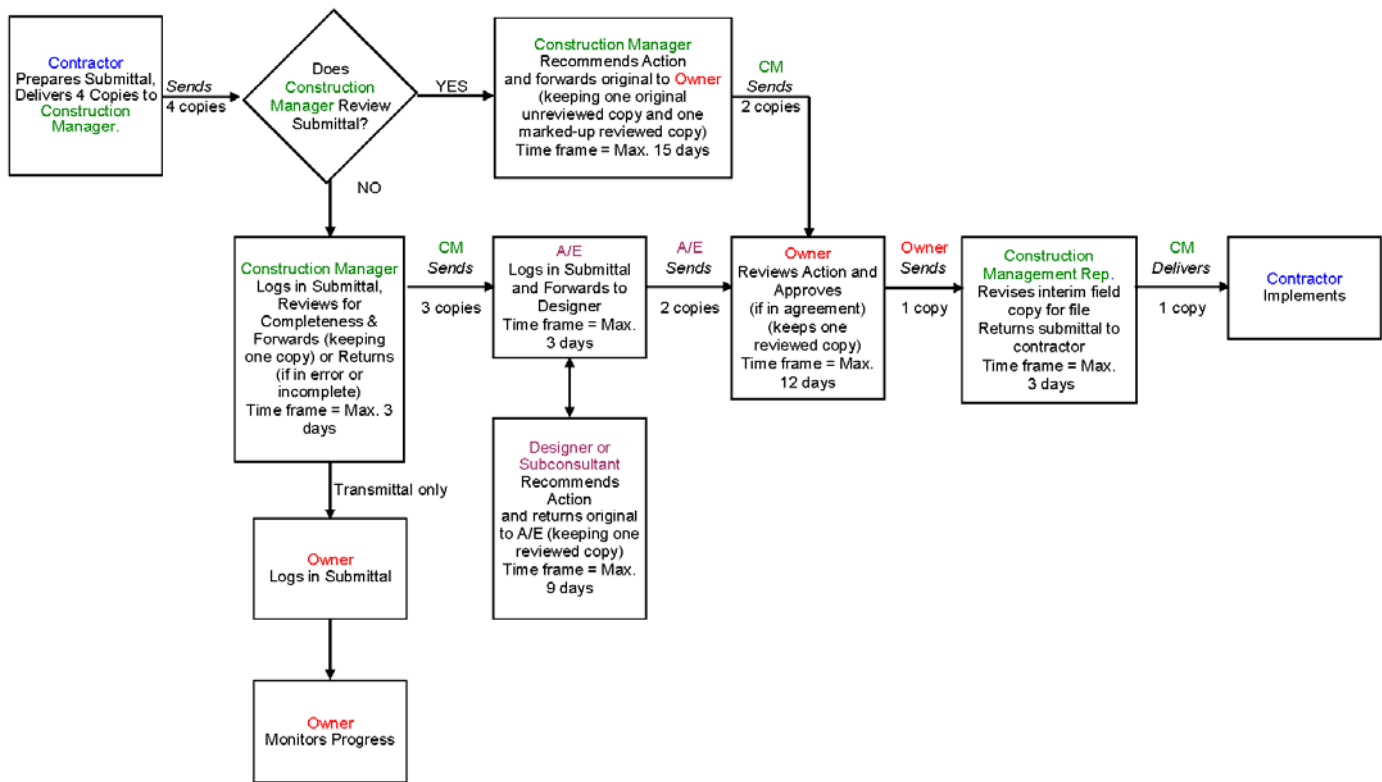 Contractor
Prepares Submittal,
Delivers 4 Copies to
Construction
Manager.
Sends
4 copies
Does
Construction
Manager Review
Submittal?
YES
Construction Manager
Recommends Action
and forwards original to Owner
(keeping one original
unreviewed copy and one
marked-up reviewed copy)
Time frame = Max. 15 days
CM
Sends
2 copies
NO
Construction Manager
Logs in Submittal,
Reviews for
Completeness &
Forwards (keeping
one copy) or Returns
(if in error or
incomplete)
Time frame = Max. 3
days
CM
Sends
3 copies
A/E
Logs in Submittal
and Forwards to
Designer
Time frame = Max.
3 days
A/E
Sends
2 copies
Owner
Reviews Action and
Approves
(if in agreement)
(keeps one
reviewed copy)
Time frame = Max.
12 days
Owner
Sends
1 copy
Construction
Management Rep.
Revises interim field
copy for file
Returns submittal to
contractor
Time frame = Max.
3 days
CM
Delivers
1 copy
Contractor
Implements
Designer or
Subconsultant
Recommends
Action
and returns original
to A/E (keeping one
reviewed copy)
Time frame = Max.
9 days
Transmittal only
Owner
Logs in Submittal
Owner
Monitors Progress